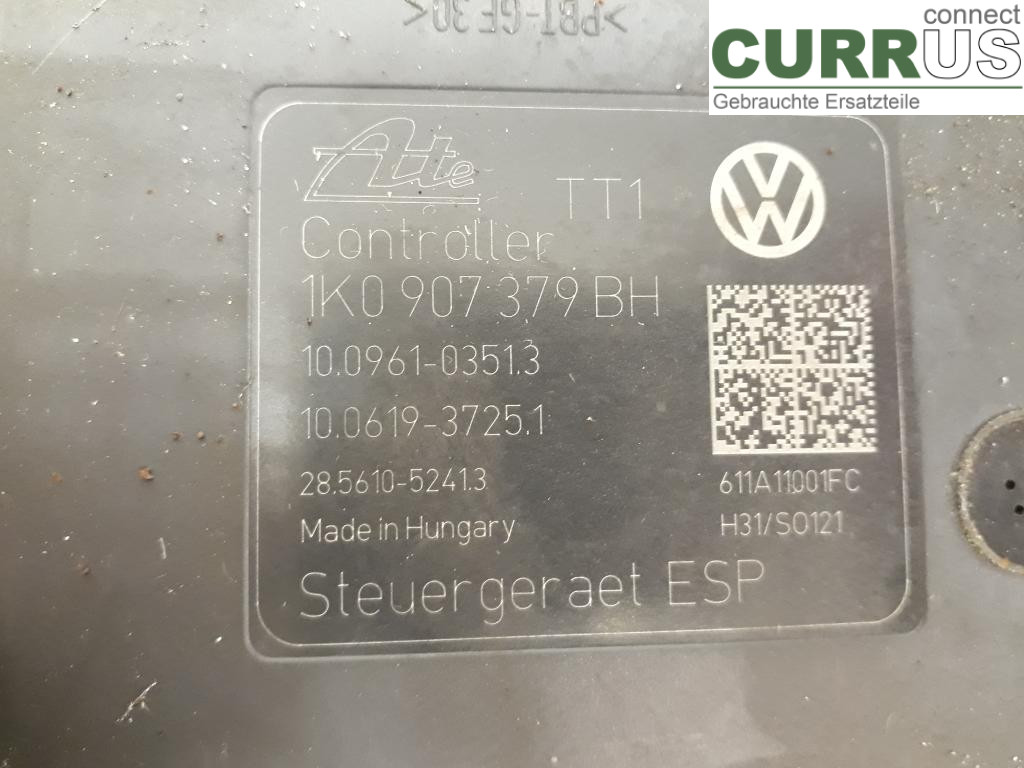 >PBT-GF30<
connect
CURRUS
Gebrauchte Ersatzteile
Ate
TT1
Controller
1K0 907 379 BH
10.0961-0351.3
10.0619-3725.1
28.5610-5241.3
611A11001FC
Made in Hungary
H31/S0121
Steuergeraet ESP